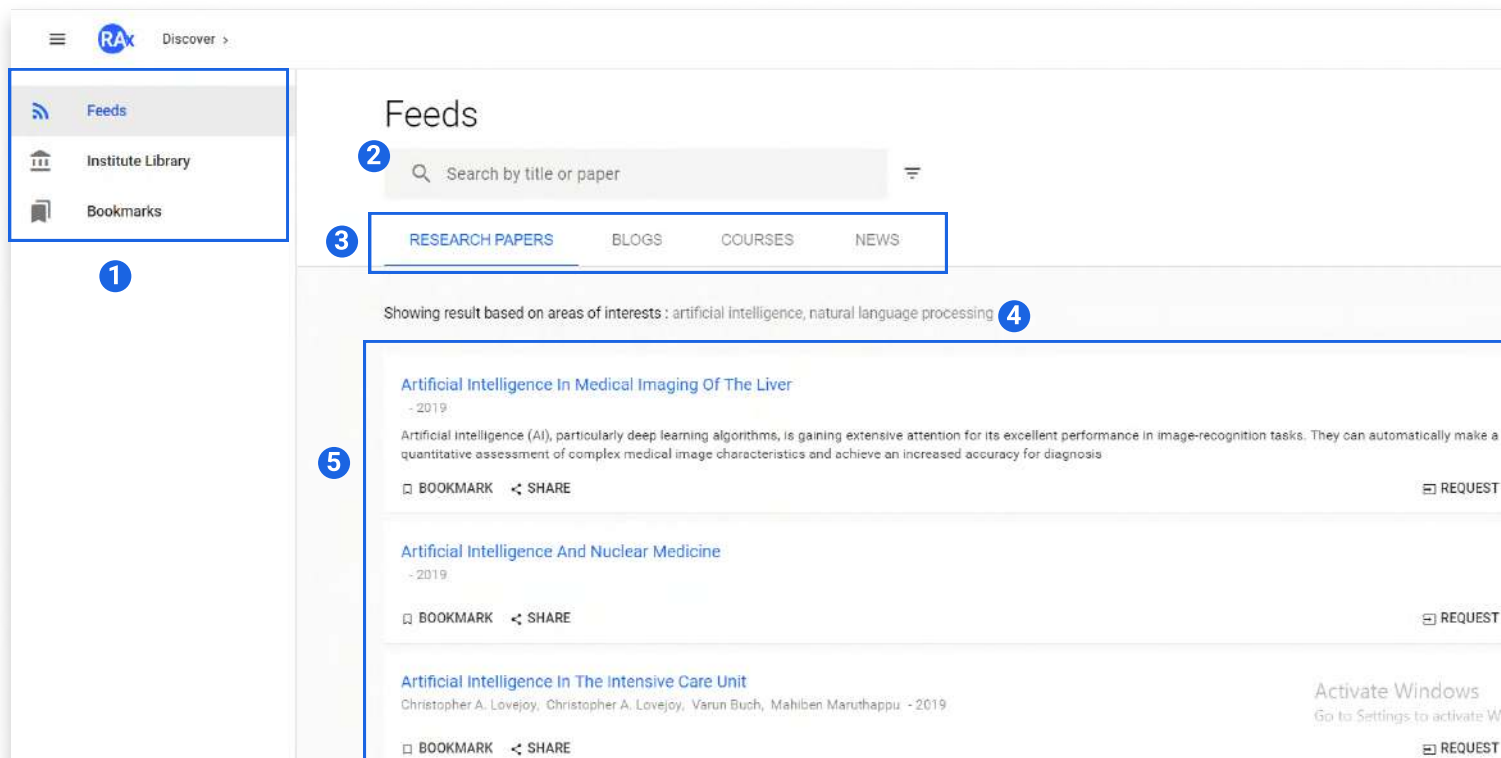 RAx Discover >
Feeds
Institute Library
Bookmarks
1
Feeds
2
Search by title or paper
3
RESEARCH PAPERS BLOGS COURSES NEWS
Showing result based on areas of interests : artificial intelligence, natural language processing 4
5
Artificial Intelligence In Medical Imaging Of The Liver
- 2019
Artificial intelligence (AI), particularly deep learning algorithms, is gaining extensive attention for its excellent performance in image-recognition tasks. They can automatically make a
quantitative assessment of complex medical image characteristics and achieve an increased accuracy for diagnosis
BOOKMARK SHARE REQUEST
Artificial Intelligence And Nuclear Medicine
- 2019
BOOKMARK SHARE REQUEST
Artificial Intelligence In The Intensive Care Unit
Christopher A. Lovejoy, Christopher A. Lovejoy, Varun Buch, Mahiben Maruthappu - 2019
Activate Windows
Go to Settings to activate W
BOOKMARK SHARE REQUEST